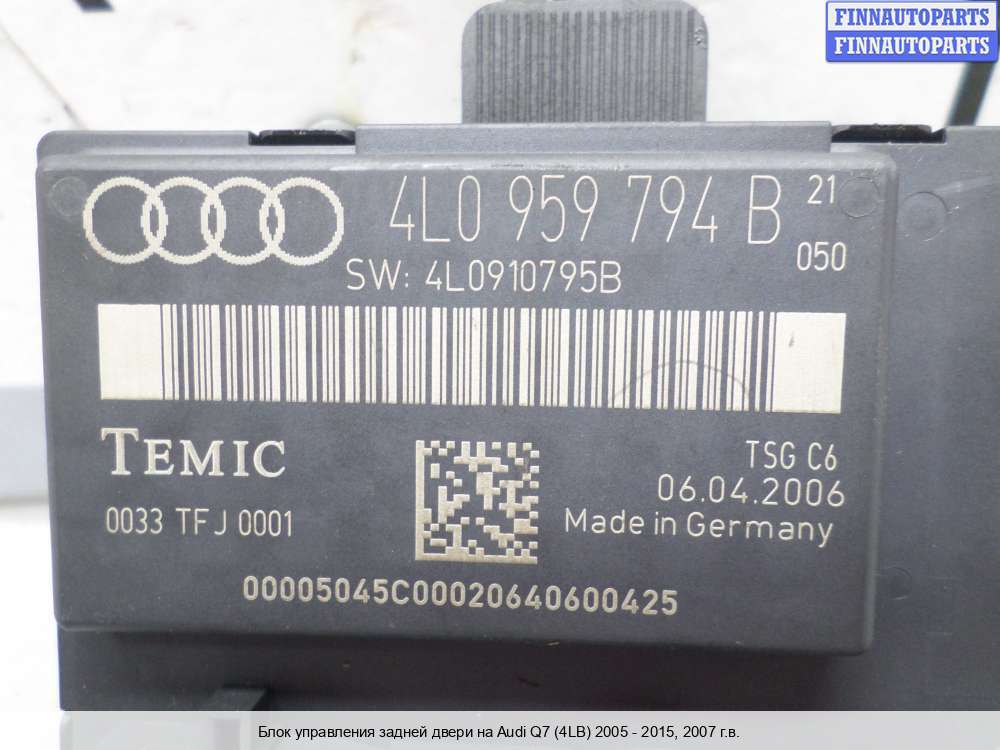 FINNAUTOPARTS
FINNAUTOPARTS
4L0 959 794 B 21
050
SW: 4L0910795B
TEMIC
TSG C6
06.04.2006
0033 TFJ 0001
Made in Germany
00005045C00020640600425
Блок управления задней двери на Audi Q7 (4LB) 2005 - 2015, 2007 г.в.